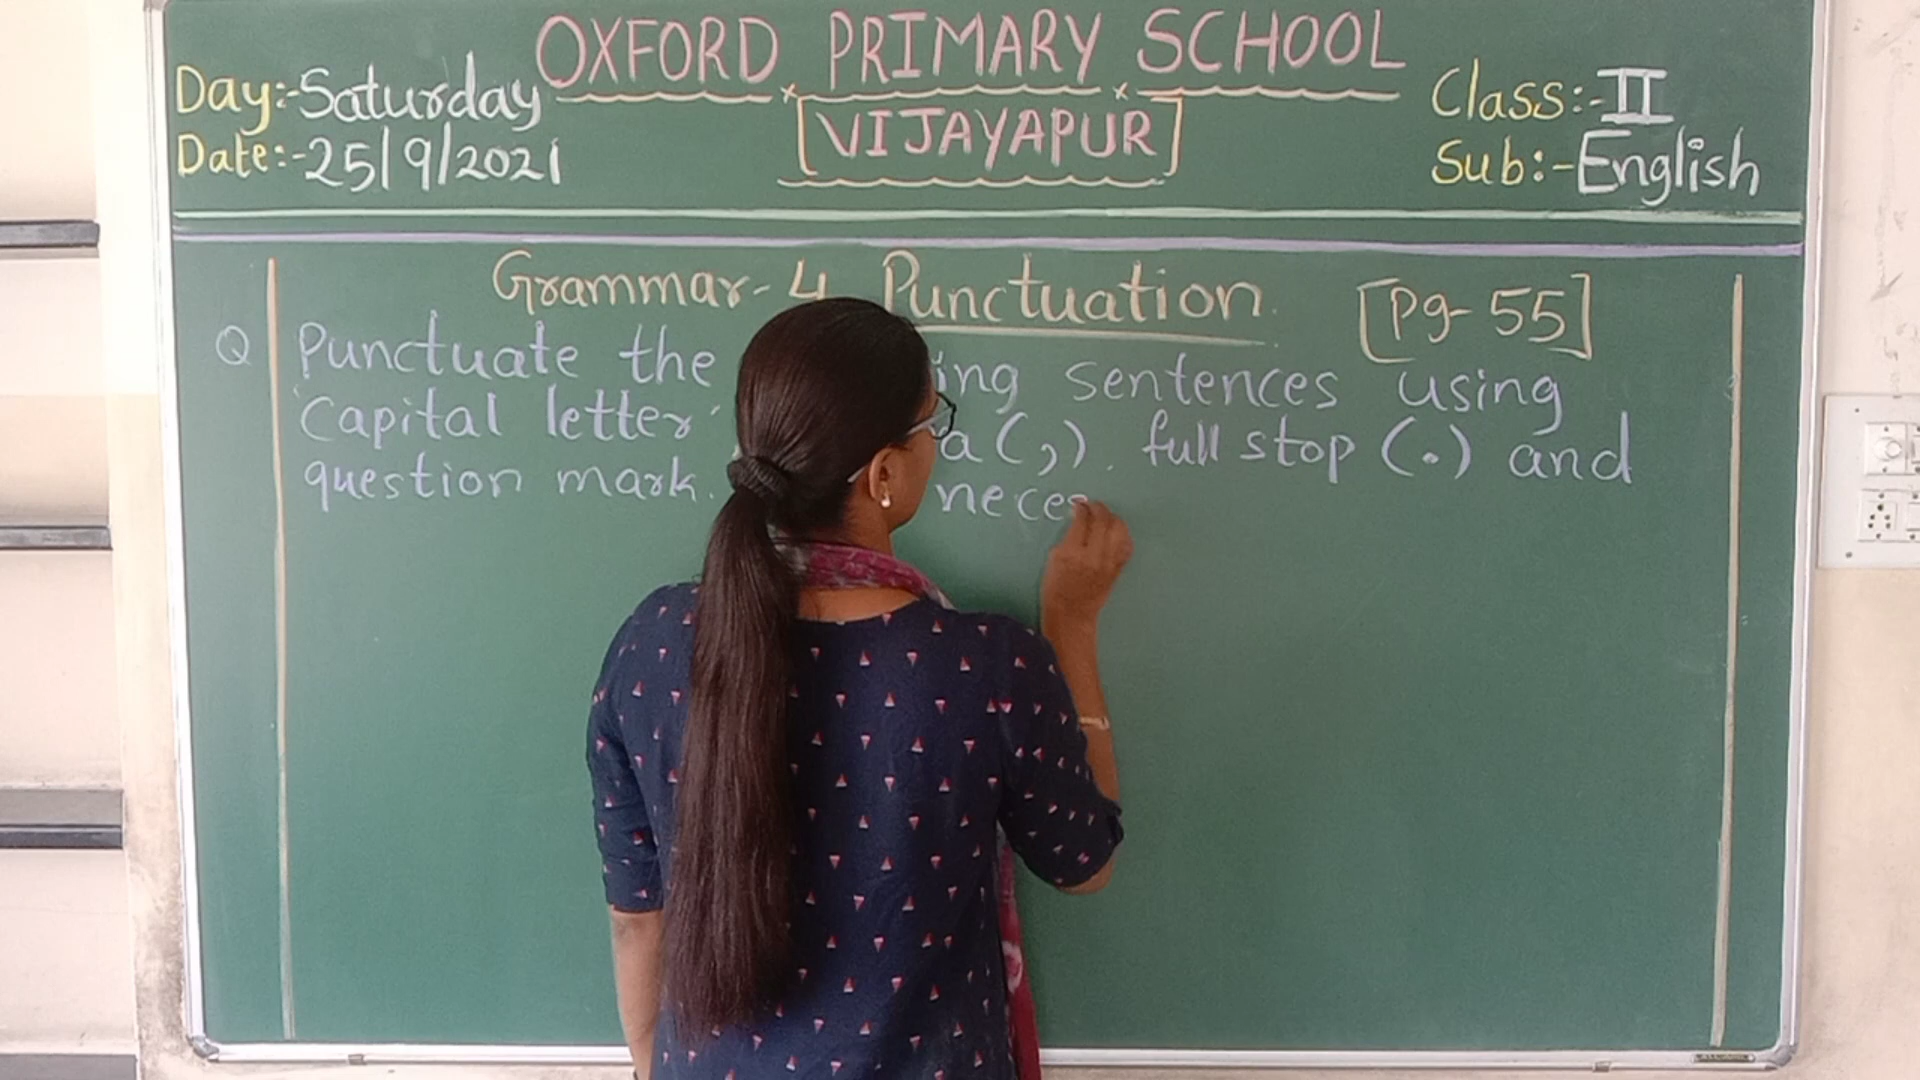 OXFORD PRIMARY SCHOOL
[VIJAYAPUR]
Day:-Saturday
Date:-25/9/2021
Class:-II
Sub:-English
Grammar-4 Punctuation. [Pg-55]
Q Punctuate the ing sentences using
'Capital letter' a(,). full stop (.) and
question mark. neces